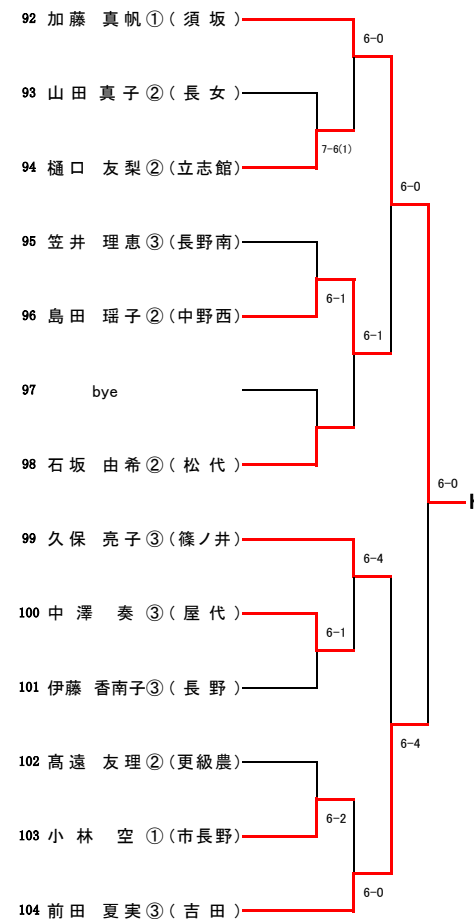 92 加藤 真帆①(須坂)
6-0
93 山田 真子②(長女)
7-6(1)
94 樋口 友梨②(立志館)
6-0
95 笠井 理恵③(長野南)
6-1
96 島田 瑶子②(中野西)
6-1
97 bye
98 石坂 由希②(松代)
6-0
99 久保 亮子③(篠ノ井)
6-4
100 中澤 奏③(屋代)
6-1
101 伊藤 香南子③(長野)
6-4
102 髙遠 友理②(更級農)
6-2
103 小林 空①(市長野)
6-0
104 前田 夏実③(吉田)